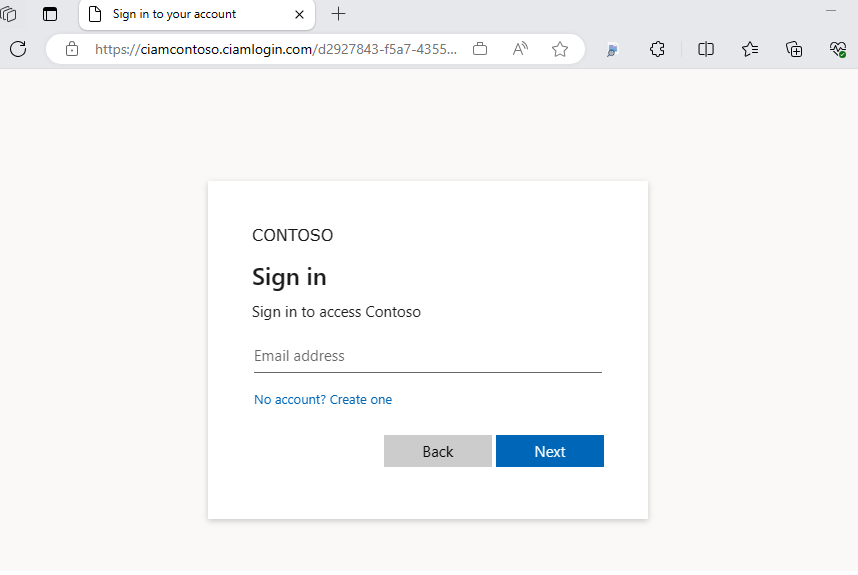 Sign in to your account
https://ciamcontoso.ciamlogin.com/d2927843-f5a7-4355...
CONTOSO
Sign in
Sign in to access Contoso
Email address
No account? Create one
Back
Next